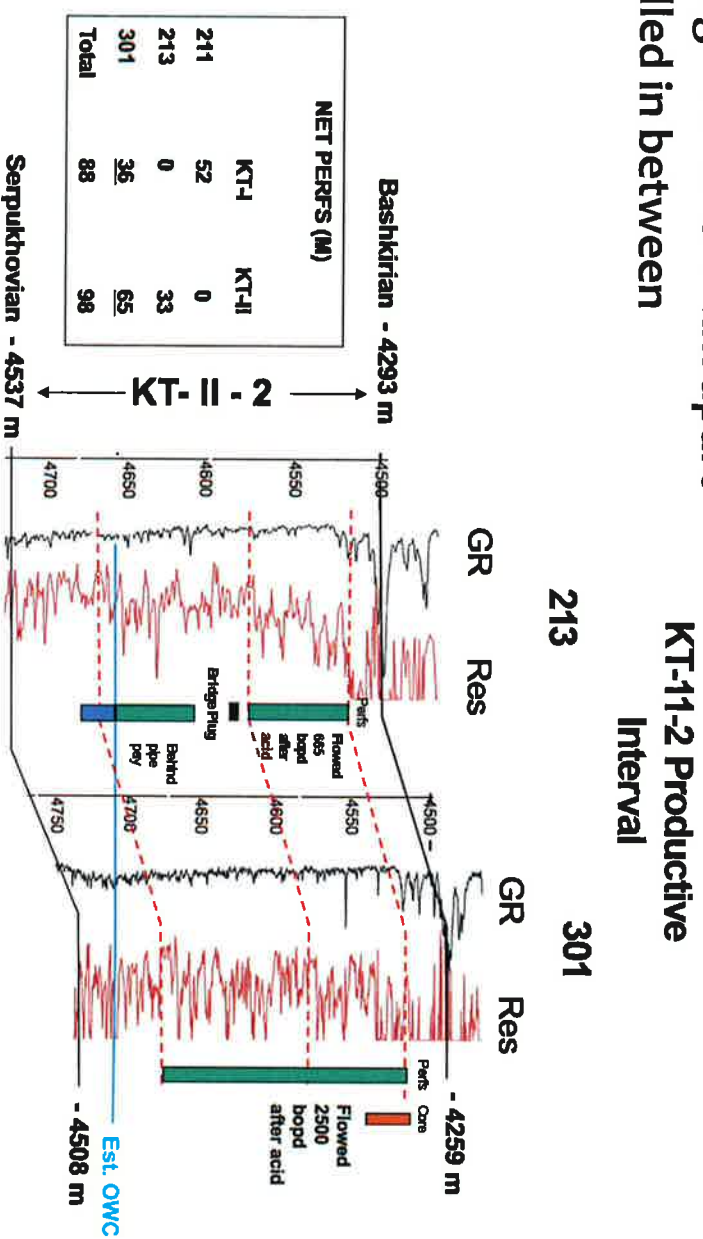 lled in between
KT-11-2 Productive
Interval
213
301
GR
Res
GR
Res
NET PERFS (M)
KT-I KT-II
211 52 0
213 0 33
301 36 65
Total 88 98
Bashkirian - 4293 m
KT- II - 2
Serpukhovian - 4537 m
4500
4550
4600
4650
4700
Perfs
Flowed
665
bopd
after
acid
Bridge Plug
Behind
pipe
pay
4500
4550
4600
4650
4700
4750
Perfs
Core
Flowed
2500
bopd
after acid
- 4259 m
- 4508 m
Est. OWC